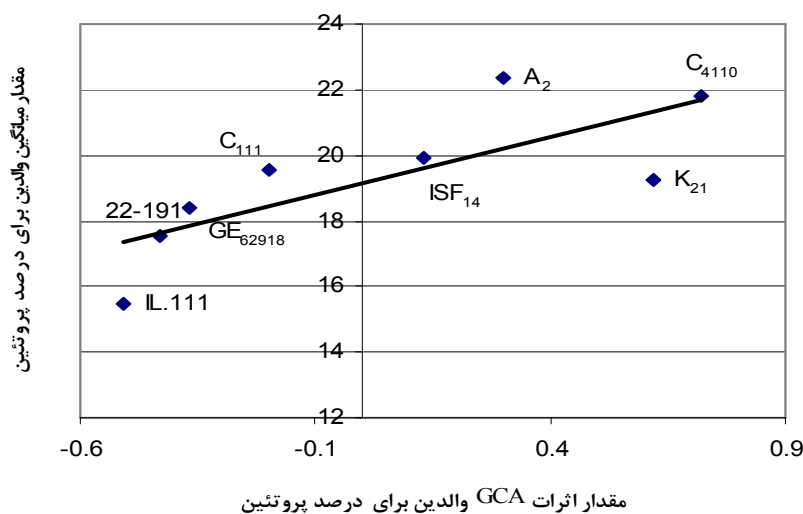 مقدار میانگین والدین برای درصد پروتئین
24
22
20
18
16
14
12
C4110
A2
C111
K21
ISF14
22-191
GE62918
IL.111
-0.6
-0.1
0.4
0.9
مقدار اثرات GCA والدین برای درصد پروتئین